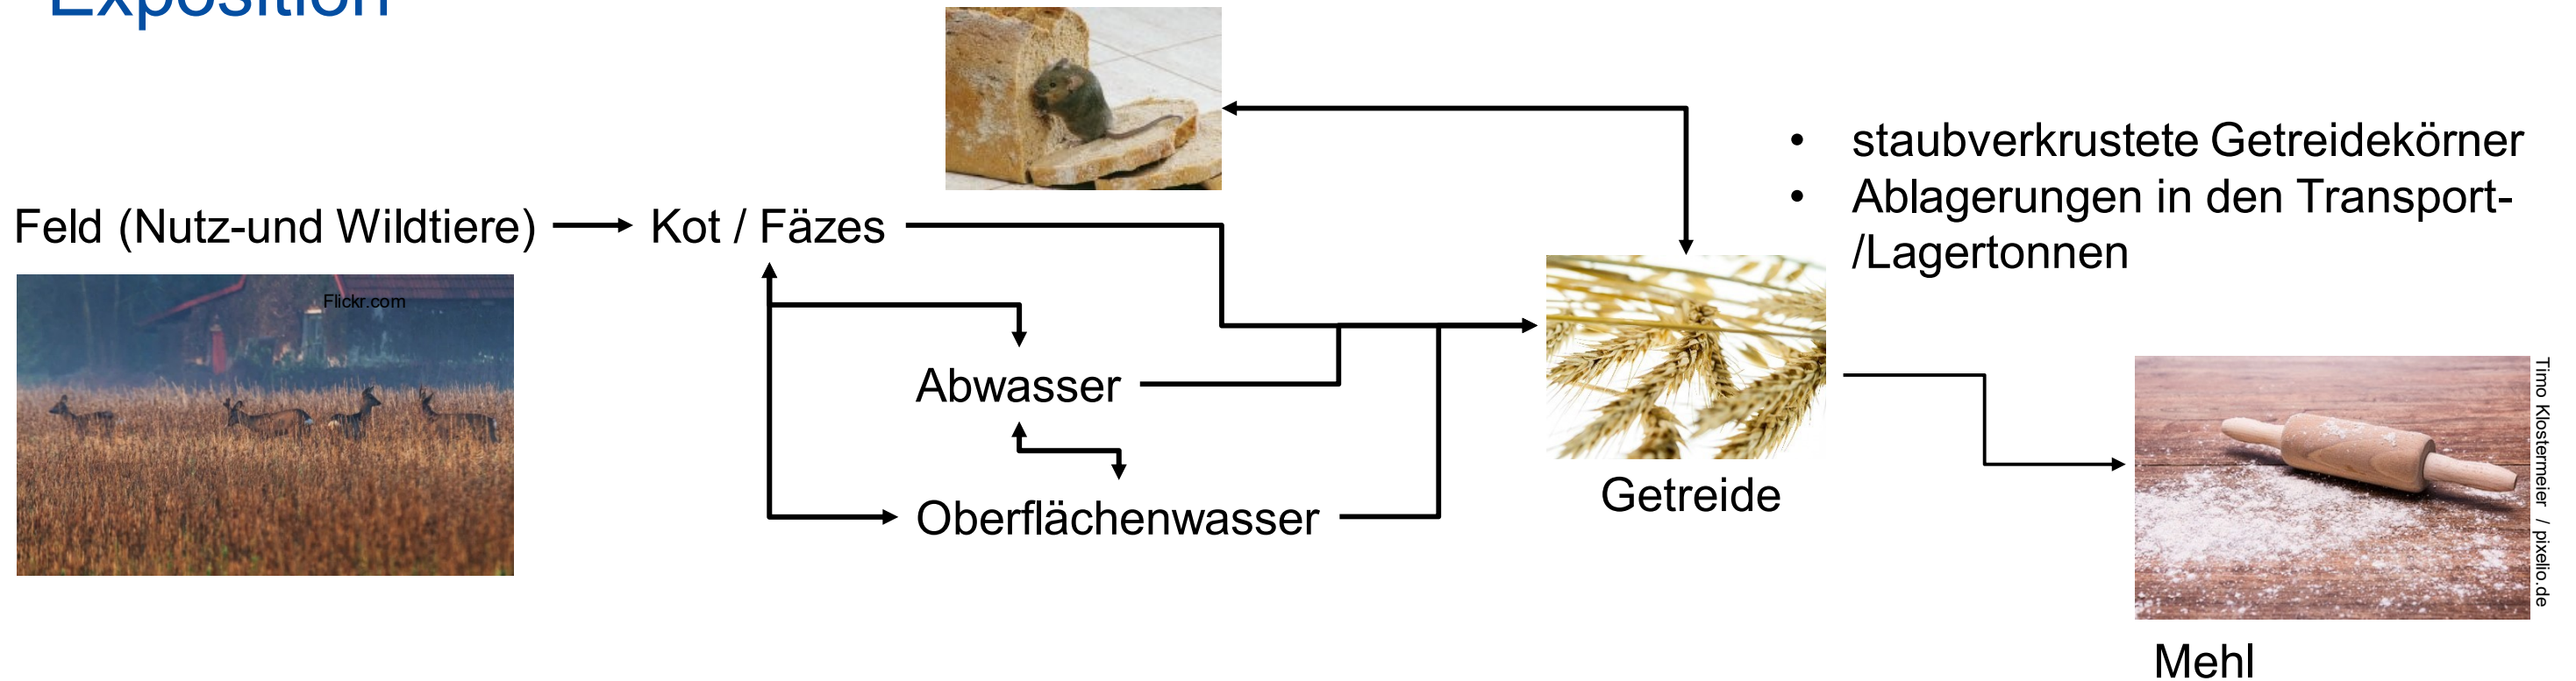 Exposition
staubverkrustete Getreidekörner
Ablagerungen in den Transport-
/Lagertonnen
Feld (Nutz-und Wildtiere)
Kot / Fäzes
Flickr.com
Abwasser
Oberflächenwasser
Getreide
Timo Klostermeier / pixelio.de
Mehl